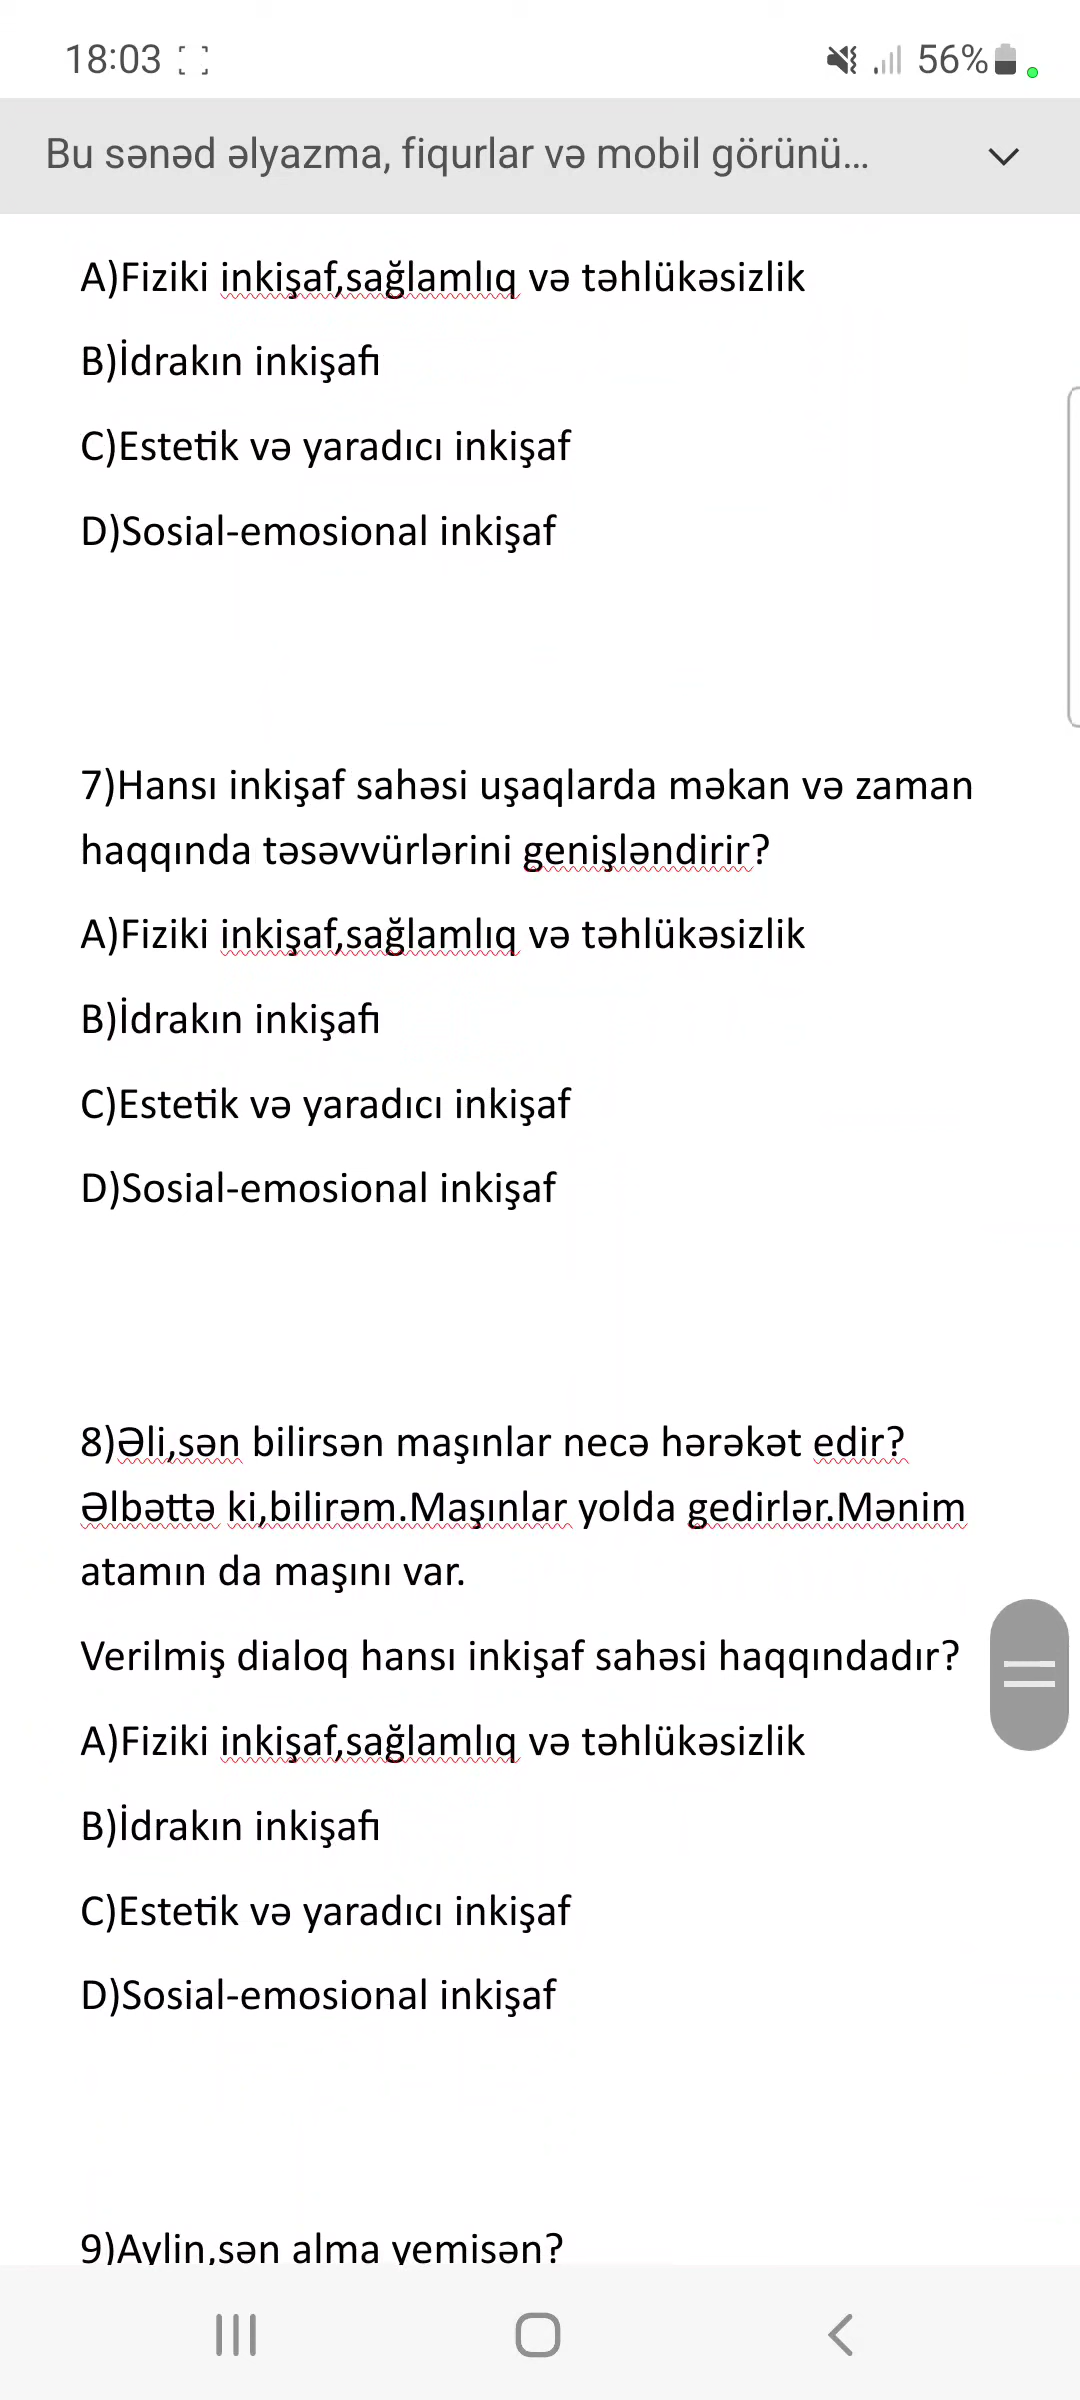 18:03
56%
Bu sənəd əlyazma, fiqurlar və mobil görünü...
A)Fiziki inkişaf,sağlamlıq və təhlükəsizlik
B)İdrakın inkişafı
C)Estetik və yaradıcı inkişaf
D)Sosial-emosional inkişaf
7)Hansı inkişaf sahəsi uşaqlarda məkan və zaman
haqqında təsəvvürlərini genişləndirir?
A)Fiziki inkişaf,sağlamlıq və təhlükəsizlik
B)İdrakın inkişafı
C)Estetik və yaradıcı inkişaf
D)Sosial-emosional inkişaf
8)Əli,sən bilirsən maşınlar necə hərəkət edir?
Əlbəttə ki,bilirəm.Maşınlar yolda gedirlər.Mənim
atamın da maşını var.
Verilmiş dialoq hansı inkişaf sahəsi haqqındadır?
A)Fiziki inkişaf,sağlamlıq və təhlükəsizlik
B)İdrakın inkişafı
C)Estetik və yaradıcı inkişaf
D)Sosial-emosional inkişaf
9)Aylin,sən alma yemisən?